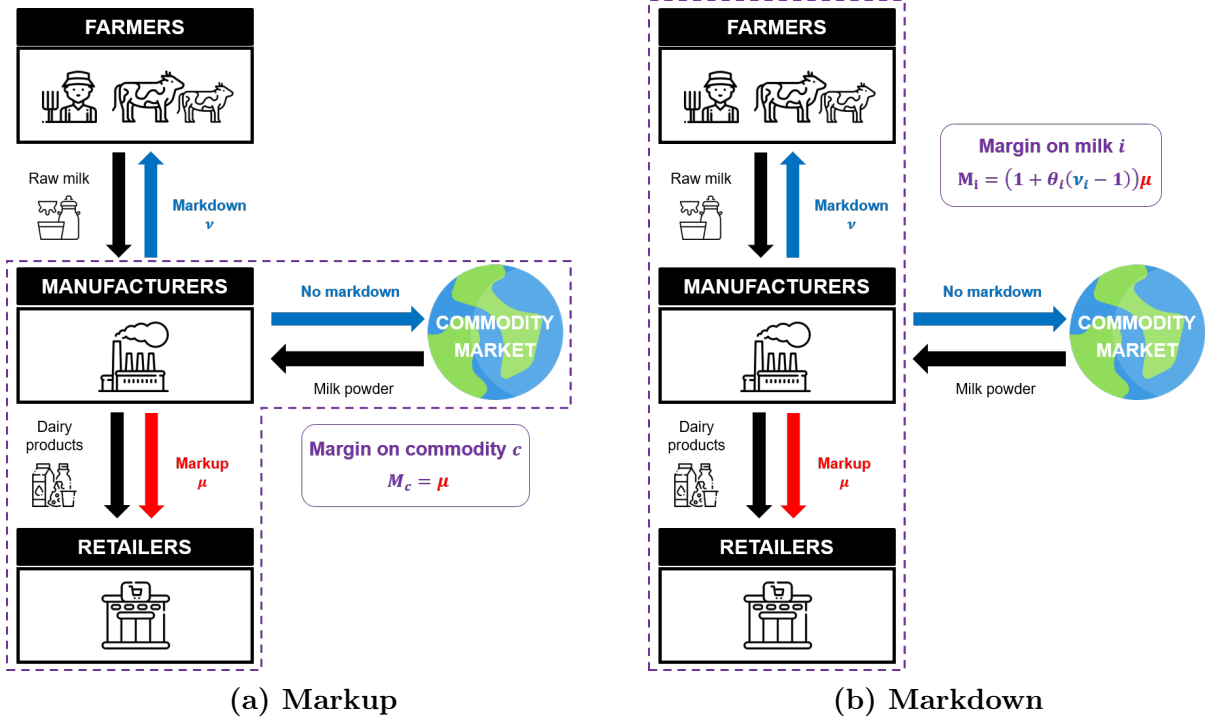 FARMERS
Raw milk
Markdown
ν
MANUFACTURERS
No markdown
COMMODITY
MARKET
Milk powder
Dairy
products
Markup
μ
Margin on commodity c
M_c = μ
RETAILERS
(a) Markup
FARMERS
Margin on milk i
M_i = (1 + θ_i(ν_i − 1))μ
Raw milk
Markdown
ν
MANUFACTURERS
No markdown
COMMODITY
MARKET
Milk powder
Dairy
products
Markup
μ
RETAILERS
(b) Markdown